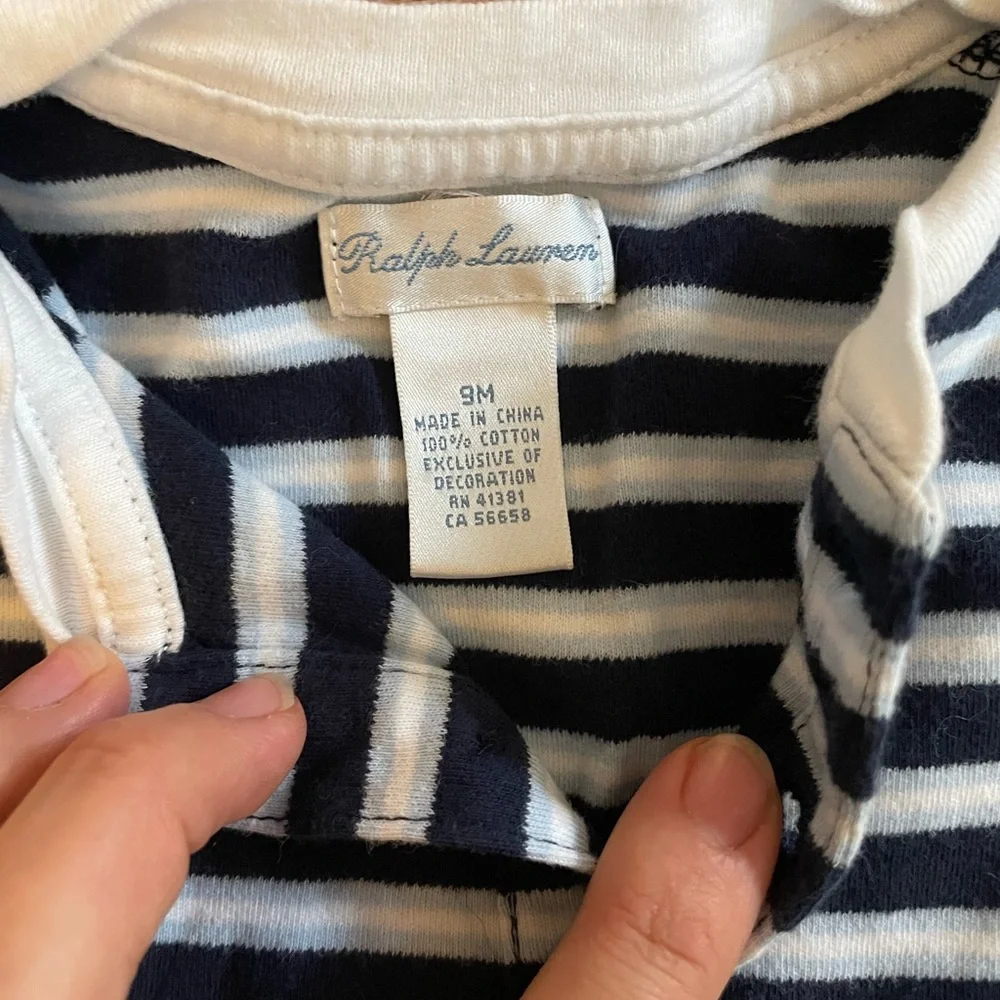 Ralph Lauren
9M
MADE IN CHINA
100% COTTON
EXCLUSIVE OF
DECORATION
RN 41381
CA 56658